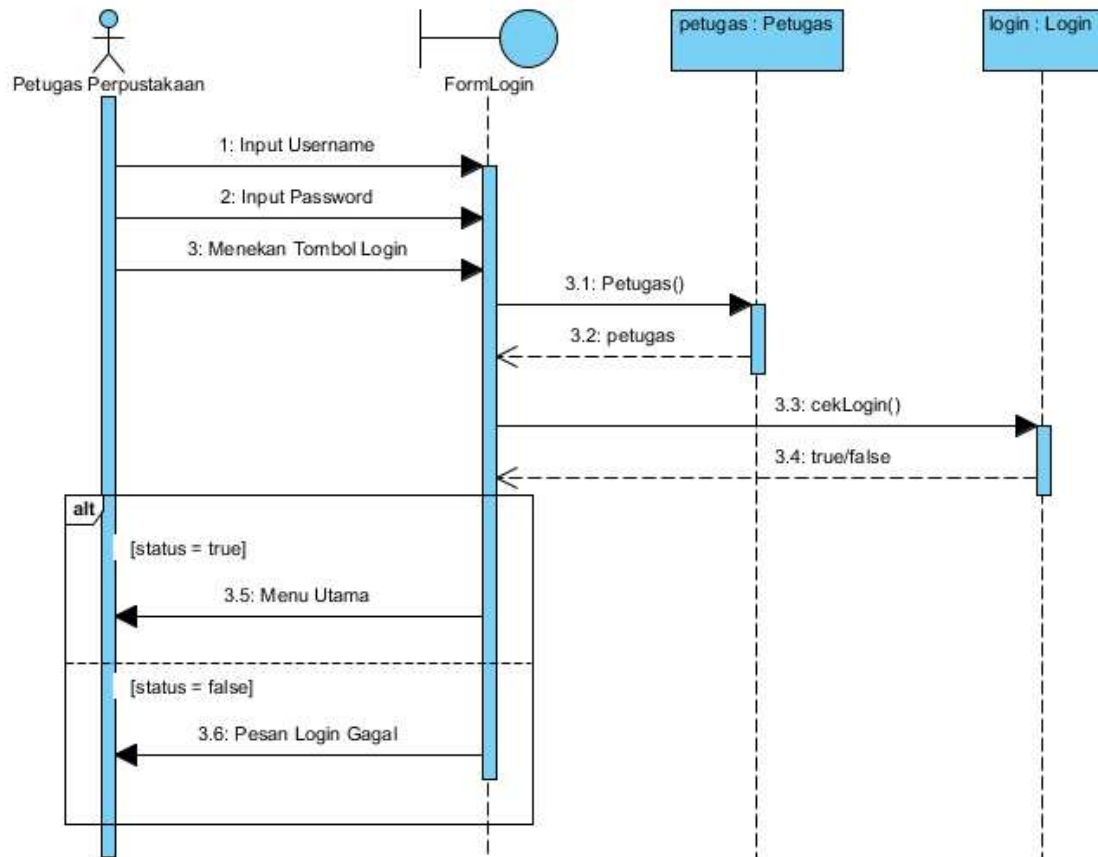 petugas : Petugas
login : Login
Petugas Perpustakaan
FormLogin
1: Input Username
2: Input Password
3: Menekan Tombol Login
3.1: Petugas()
3.2: petugas
3.3: cekLogin()
3.4: true/false
alt
[status = true]
3.5: Menu Utama
[status = false]
3.6: Pesan Login Gagal